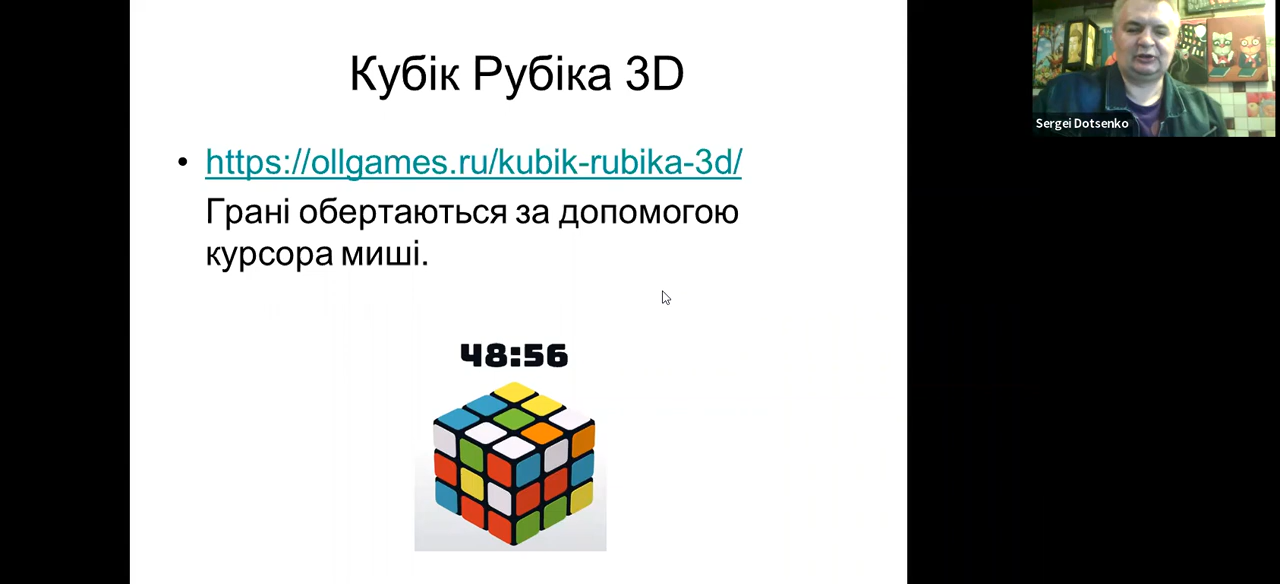 Кубік Рубіка 3D
Sergei Dotsenko
• https://ollgames.ru/kubik-rubika-3d/
Грані обертаються за допомогою
курсора миші.
48:56